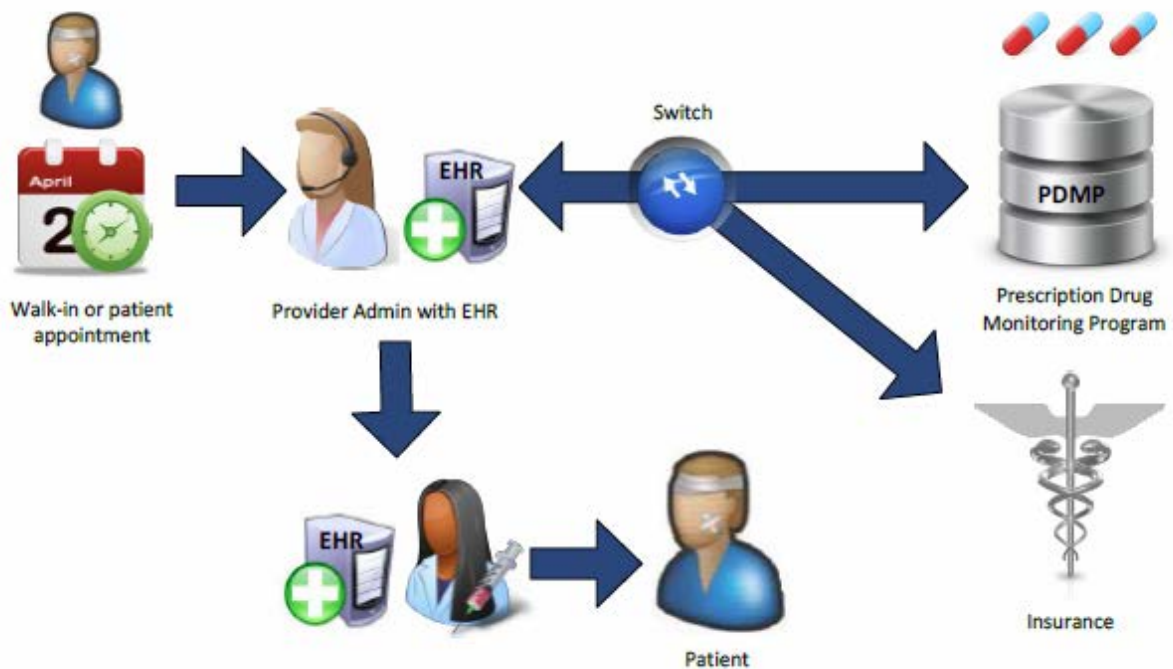 April
2
Walk-in or patient
appointment
EHR
Provider Admin with EHR
Switch
PDMP
Prescription Drug
Monitoring Program
EHR
Patient
Insurance